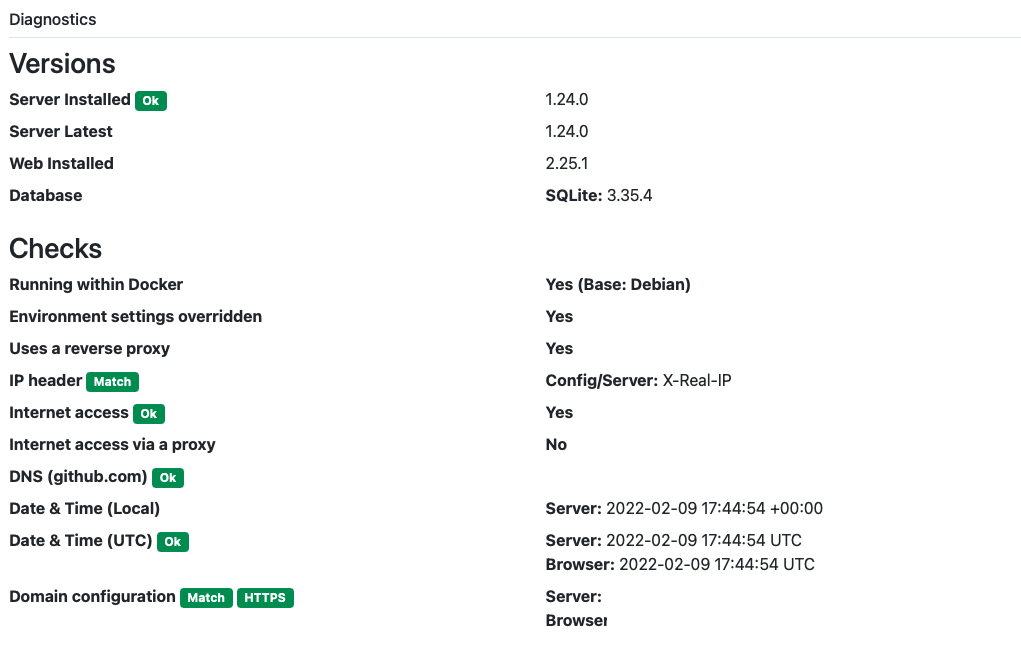 Diagnostics
Versions
Server Installed Ok 1.24.0
Server Latest 1.24.0
Web Installed 2.25.1
Database SQLite: 3.35.4
Checks
Running within Docker Yes (Base: Debian)
Environment settings overridden Yes
Uses a reverse proxy Yes
IP header Match Config/Server: X-Real-IP
Internet access Ok Yes
Internet access via a proxy No
DNS (github.com) Ok
Date & Time (Local) Server: 2022-02-09 17:44:54 +00:00
Date & Time (UTC) Ok Server: 2022-02-09 17:44:54 UTC
Browser: 2022-02-09 17:44:54 UTC
Domain configuration Match HTTPS Server:
Browser